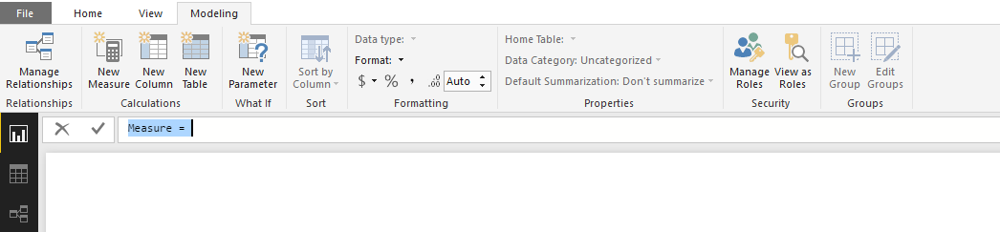 File Home View Modeling
Manage Relationships
New Measure
New Column
New Table
New Parameter
Sort by Column
Data type:
Format:
$ % , .00 Auto
Home Table:
Data Category: Uncategorized
Default Summarization: Don't summarize
Manage Roles
View as Roles
New Group
Edit Groups
Relationships Calculations What If Sort Formatting Properties Security Groups
Measure =